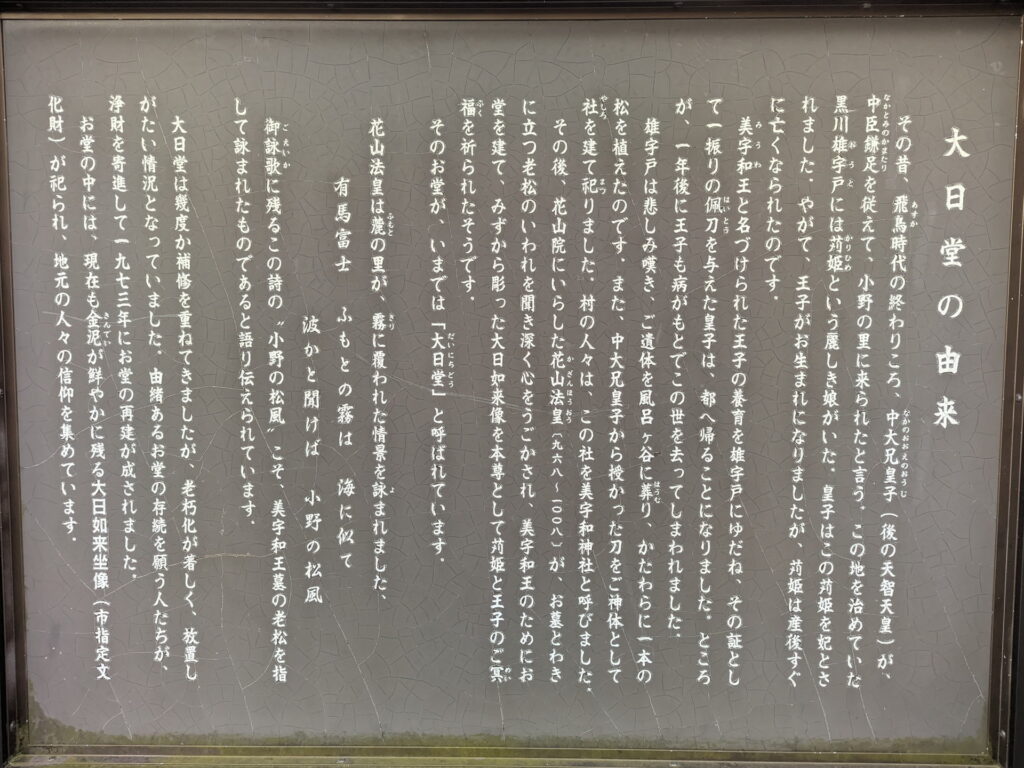 大日堂の由来
その昔、飛鳥時代の終わりころ、中大兄皇子（後の天智天皇）が、
中臣鎌足を従えて、小野の里に来られたと言う。この地を治めていた
黒川雄宇戸には苅姫という麗しき娘がいた。皇子はこの苅姫を妃とさ
れました。やがて、王子がお生まれになりましたが、苅姫は産後すぐ
に亡くなられたのです。
美宇和王と名づけられた王子の養育を雄宇戸にゆだね、その証とし
て一振りの佩刀を与えた皇子は、都へ帰ることになりました。ところ
が、一年後に王子も病がもとでこの世を去ってしまわれました。
雄宇戸は悲しみ嘆き、ご遺体を風呂ヶ谷に葬り、かたわらに一本の
松を植えたのです。また、中大兄皇子から授かった刀をご神体として
社を建て祀りました。村の人々は、この社を美宇和神社と呼びました。
その後、花山院にいらした花山法皇（九六八～一〇〇八）が、お墓とわき
に立つ老松のいわれを聞き深く心をうごかされ、美宇和王のためにお
堂を建て、みずから彫った大日如来像を本尊として苅姫と王子のご冥
福を祈られたそうです。
そのお堂が、いまでは「大日堂」と呼ばれています。
花山法皇は麓の里が、霧に覆われた情景を詠まれました、
有馬富士　ふもとの霧は　海に似て
波かと聞けば　小野の松風
御詠歌に残るこの詩の〝小野の松風〟こそ、美宇和王墓の老松を指
して詠まれたものであると語り伝えられています。
大日堂は幾度か補修を重ねてきましたが、老朽化が著しく、放置し
がたい情況となっていました。由緒あるお堂の存続を願う人たちが、
浄財を寄進して一九七三年にお堂の再建が成されました。
お堂の中には、現在も金泥が鮮やかに残る大日如来坐像（市指定文
化財）が祀られ、地元の人々の信仰を集めています。